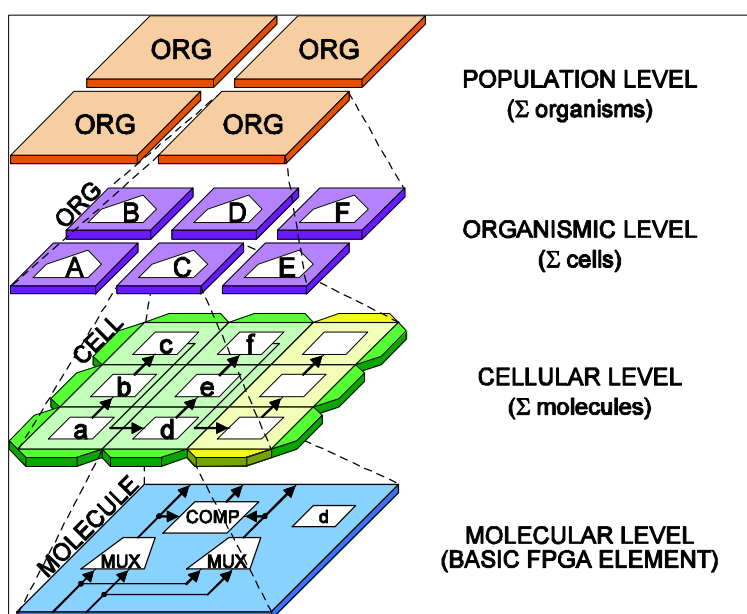 ORG ORG
ORG ORG
POPULATION LEVEL
(Σ organisms)
ORG
B D F
A C E
ORGANISMIC LEVEL
(Σ cells)
CELL
c f
b e
a d
CELLULAR LEVEL
(Σ molecules)
MOLECULE
COMP d
MUX MUX
MOLECULAR LEVEL
(BASIC FPGA ELEMENT)